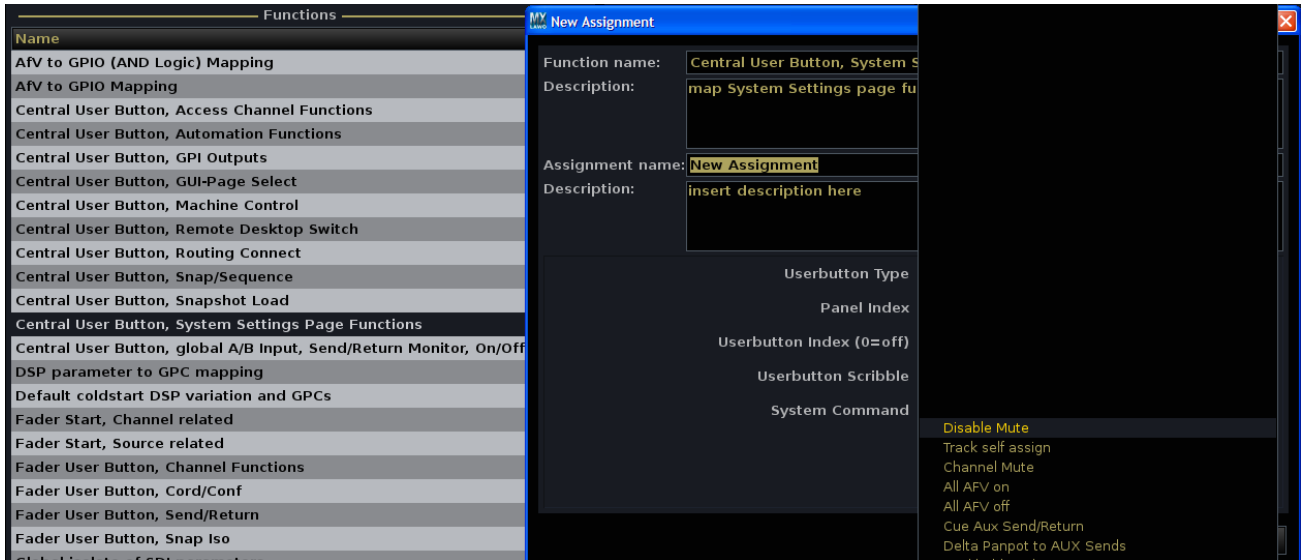 Functions
Name
AfV to GPIO (AND Logic) Mapping
AfV to GPIO Mapping
Central User Button, Access Channel Functions
Central User Button, Automation Functions
Central User Button, GPI Outputs
Central User Button, GUI-Page Select
Central User Button, Machine Control
Central User Button, Remote Desktop Switch
Central User Button, Routing Connect
Central User Button, Snap/Sequence
Central User Button, Snapshot Load
Central User Button, System Settings Page Functions
Central User Button, global A/B Input, Send/Return Monitor, On/Off
DSP parameter to GPC mapping
Default coldstart DSP variation and GPCs
Fader Start, Channel related
Fader Start, Source related
Fader User Button, Channel Functions
Fader User Button, Cord/Conf
Fader User Button, Send/Return
Fader User Button, Snap Iso
MY LAWO New Assignment
Function name: Central User Button, System S
Description: map System Settings page fu
Assignment name: New Assignment
Description: insert description here
Userbutton Type
Panel Index
Userbutton Index (0=off)
Userbutton Scribble
System Command
Disable Mute
Track self assign
Channel Mute
All AFV on
All AFV off
Cue Aux Send/Return
Delta Panpot to AUX Sends